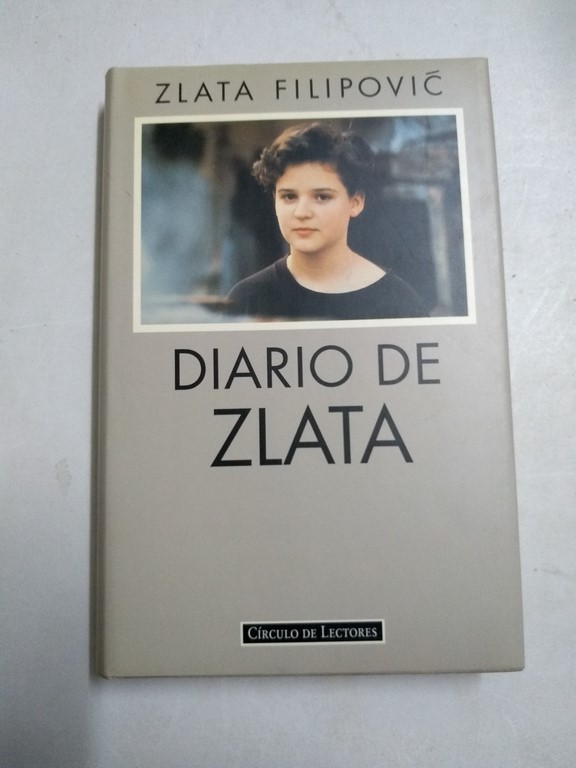 ZLATA FILIPOVIĆ
DIARIO DE
ZLATA
CÍRCULO DE LECTORES